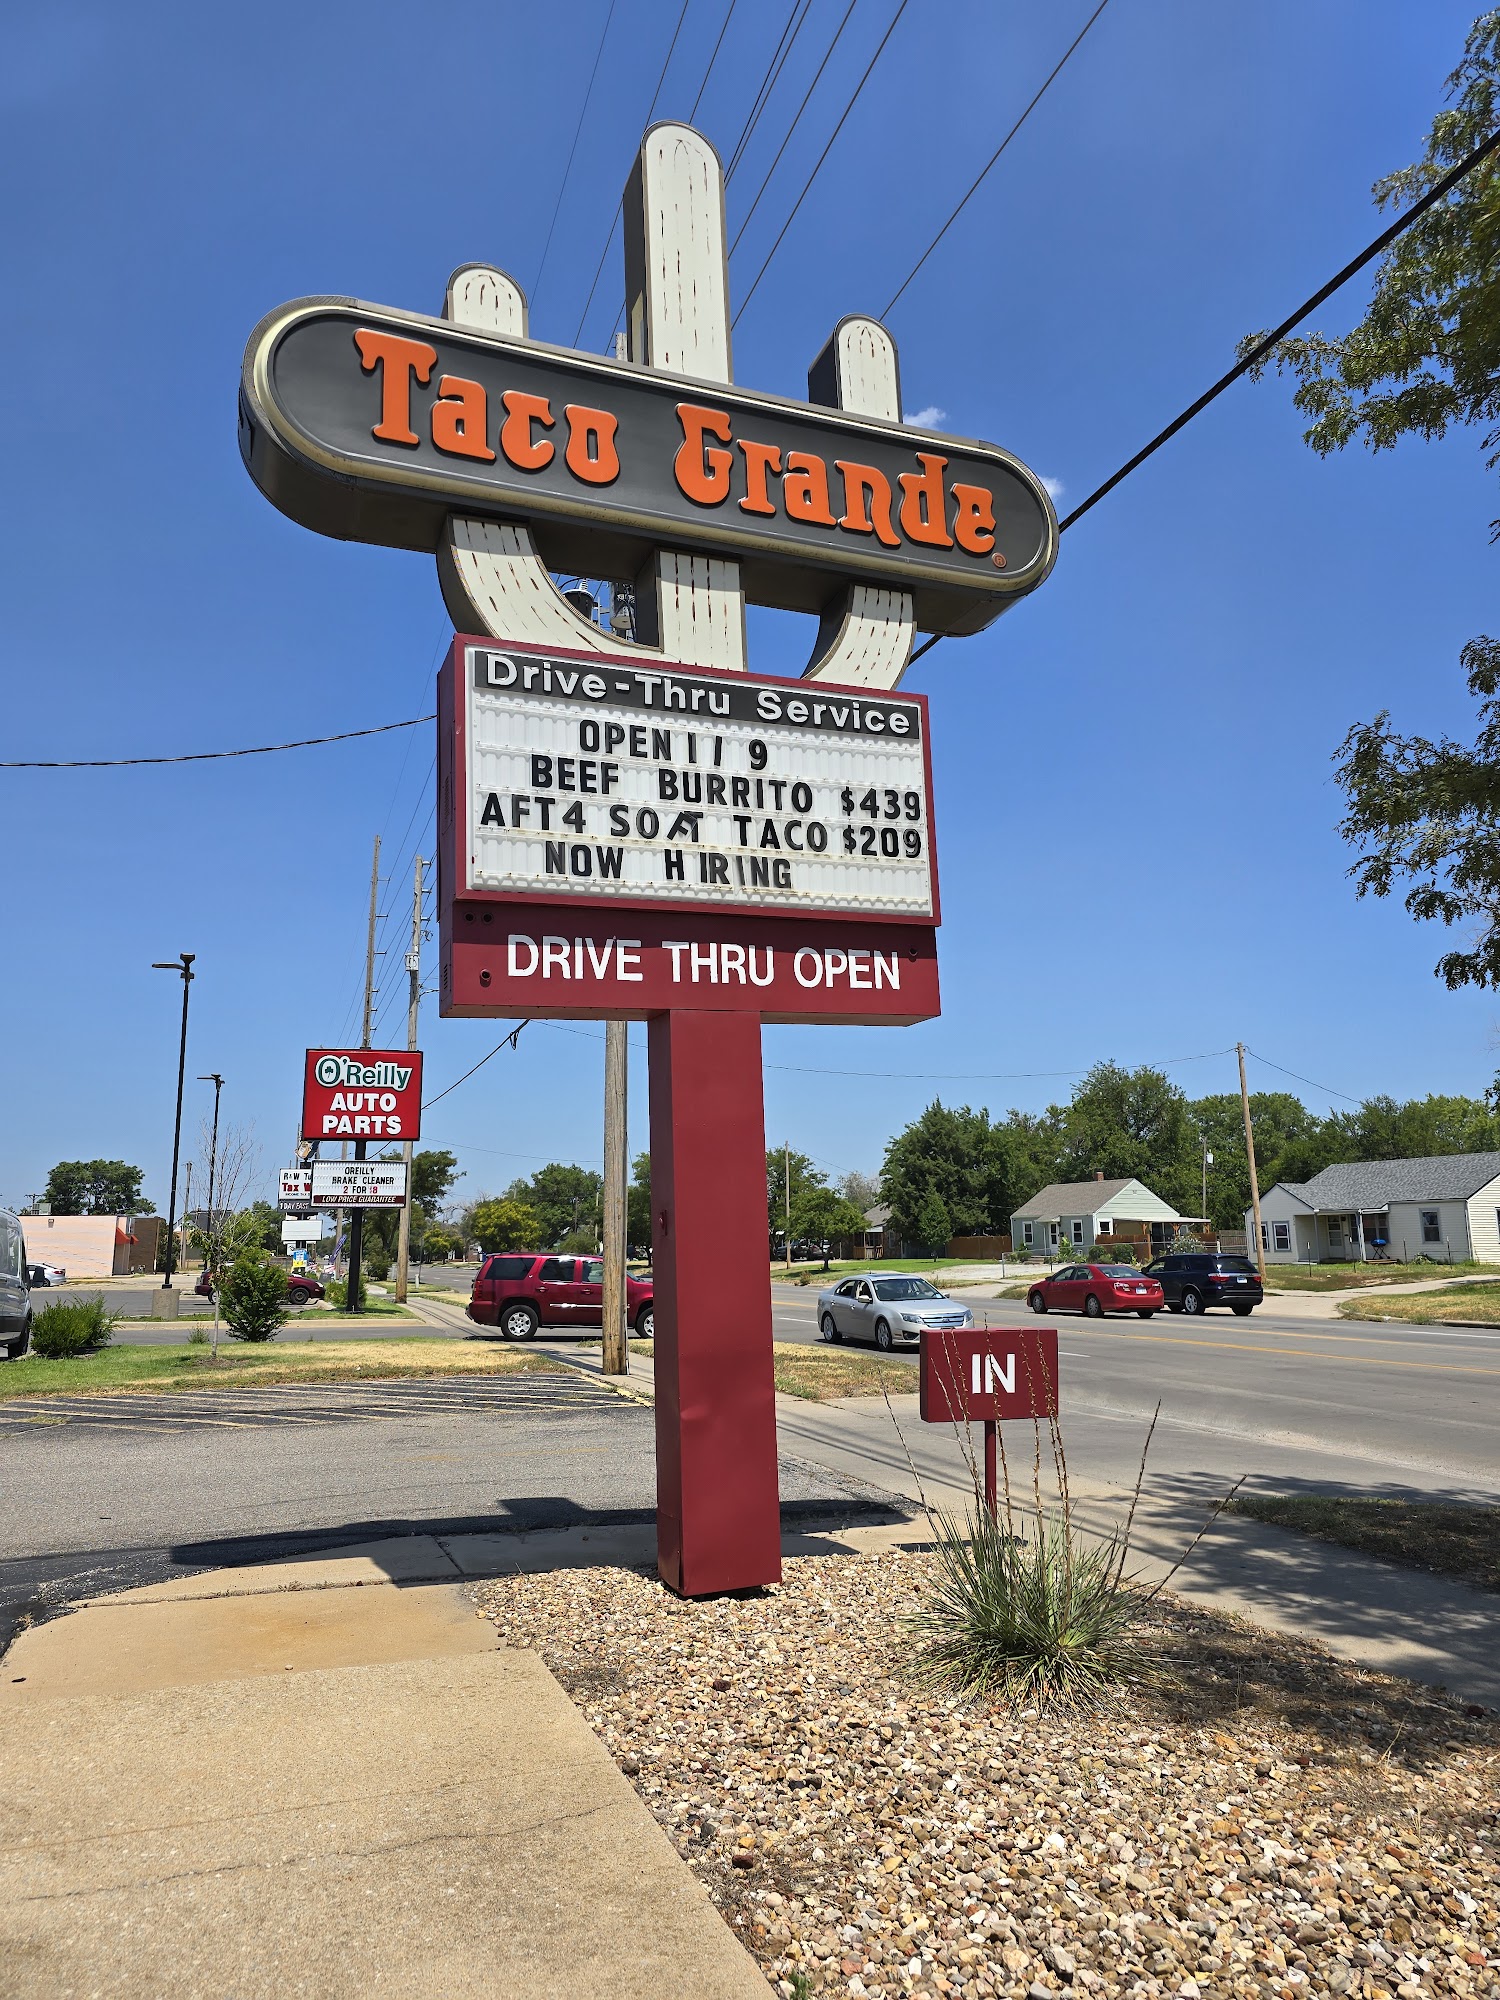 Taco Grande ®
Drive-Thru Service
OPEN 11 9
BEEF BURRITO $439
AFT4 SOFT TACO $209
NOW HIRING
DRIVE THRU OPEN
O'Reilly
AUTO
PARTS
OREILLY
BRAKE CLEANER
2 FOR $8
LOW PRICE GUARANTEE
R&W
Tax
IN